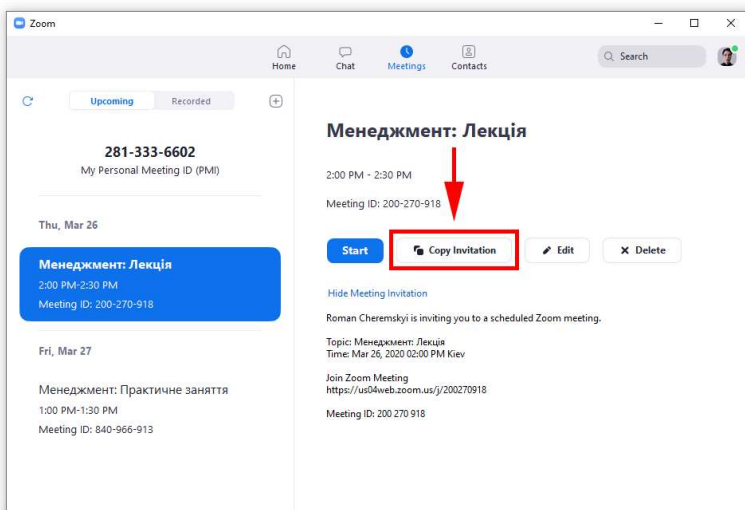 Zoom
Home Chat Meetings Contacts
Search
Upcoming Recorded
281-333-6602
My Personal Meeting ID (PMI)
Thu, Mar 26
Менеджмент: Лекція
2:00 PM-2:30 PM
Meeting ID: 200-270-918
Fri, Mar 27
Менеджмент: Практичне заняття
1:00 PM-1:30 PM
Meeting ID: 840-966-913
Менеджмент: Лекція
2:00 PM - 2:30 PM
Meeting ID: 200-270-918
Start Copy Invitation Edit Delete
Hide Meeting Invitation
Roman Cheremskyi is inviting you to a scheduled Zoom meeting.
Topic: Менеджмент: Лекція
Time: Mar 26, 2020 02:00 PM Kiev
Join Zoom Meeting
https://us04web.zoom.us/j/200270918
Meeting ID: 200 270 918